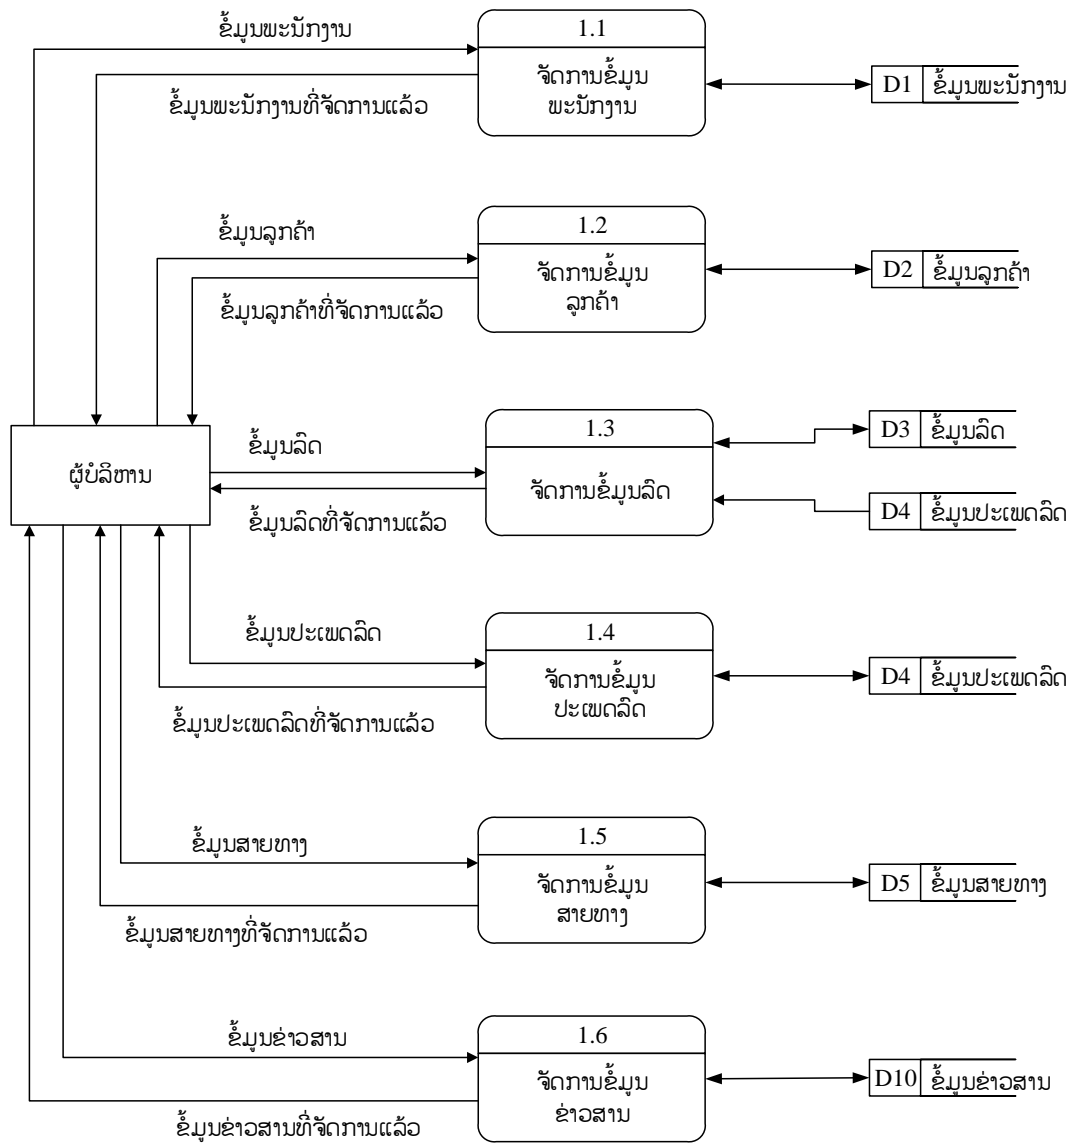 ຂໍ້ມູນພະນັກງານ
1.1
ຈັດການຂໍ້ມູນ
ພະນັກງານ
ຂໍ້ມູນພະນັກງານທີ່ຈັດການແລ້ວ
D1 ຂໍ້ມູນພະນັກງານ
ຂໍ້ມູນລູກຄ້າ
1.2
ຈັດການຂໍ້ມູນ
ລູກຄ້າ
ຂໍ້ມູນລູກຄ້າທີ່ຈັດການແລ້ວ
D2 ຂໍ້ມູນລູກຄ້າ
ຜູ້ບໍລິຫານ
ຂໍ້ມູນລົດ
1.3
ຈັດການຂໍ້ມູນລົດ
ຂໍ້ມູນລົດທີ່ຈັດການແລ້ວ
D3 ຂໍ້ມູນລົດ
D4 ຂໍ້ມູນປະເພດລົດ
ຂໍ້ມູນປະເພດລົດ
1.4
ຈັດການຂໍ້ມູນ
ປະເພດລົດ
ຂໍ້ມູນປະເພດລົດທີ່ຈັດການແລ້ວ
D4 ຂໍ້ມູນປະເພດລົດ
ຂໍ້ມູນສາຍທາງ
1.5
ຈັດການຂໍ້ມູນ
ສາຍທາງ
ຂໍ້ມູນສາຍທາງທີ່ຈັດການແລ້ວ
D5 ຂໍ້ມູນສາຍທາງ
ຂໍ້ມູນຂ່າວສານ
1.6
ຈັດການຂໍ້ມູນ
ຂ່າວສານ
ຂໍ້ມູນຂ່າວສານທີ່ຈັດການແລ້ວ
D10 ຂໍ້ມູນຂ່າວສານ